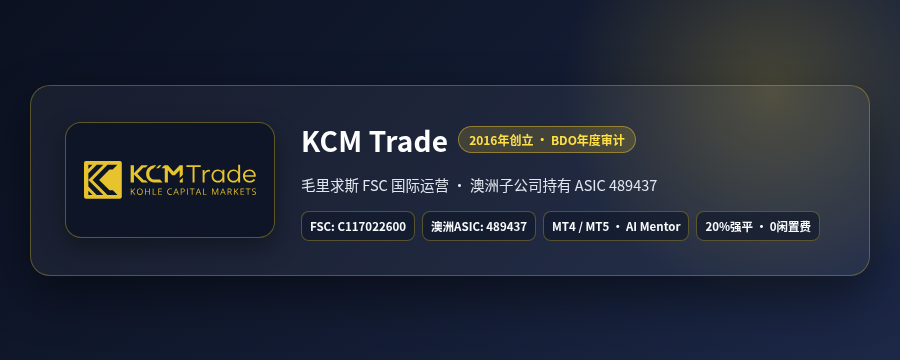 KCM Trade
KOHLE CAPITAL MARKETS
KCM Trade
2016年创立 · BDO年度审计
毛里求斯 FSC 国际运营 · 澳洲子公司持有 ASIC 489437
FSC: C117022600
澳洲ASIC: 489437
MT4 / MT5 · AI Mentor
20%强平 · 0闲置费